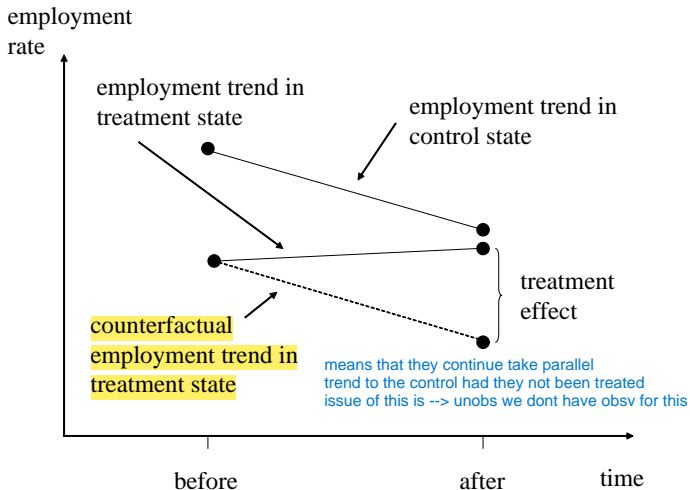 employment
rate
employment trend in
treatment state
employment trend in
control state
treatment
effect
counterfactual
employment trend in
treatment state
means that they continue take parallel
trend to the control had they not been treated
issue of this is --> unobs we dont have obsv for this
before
after
time